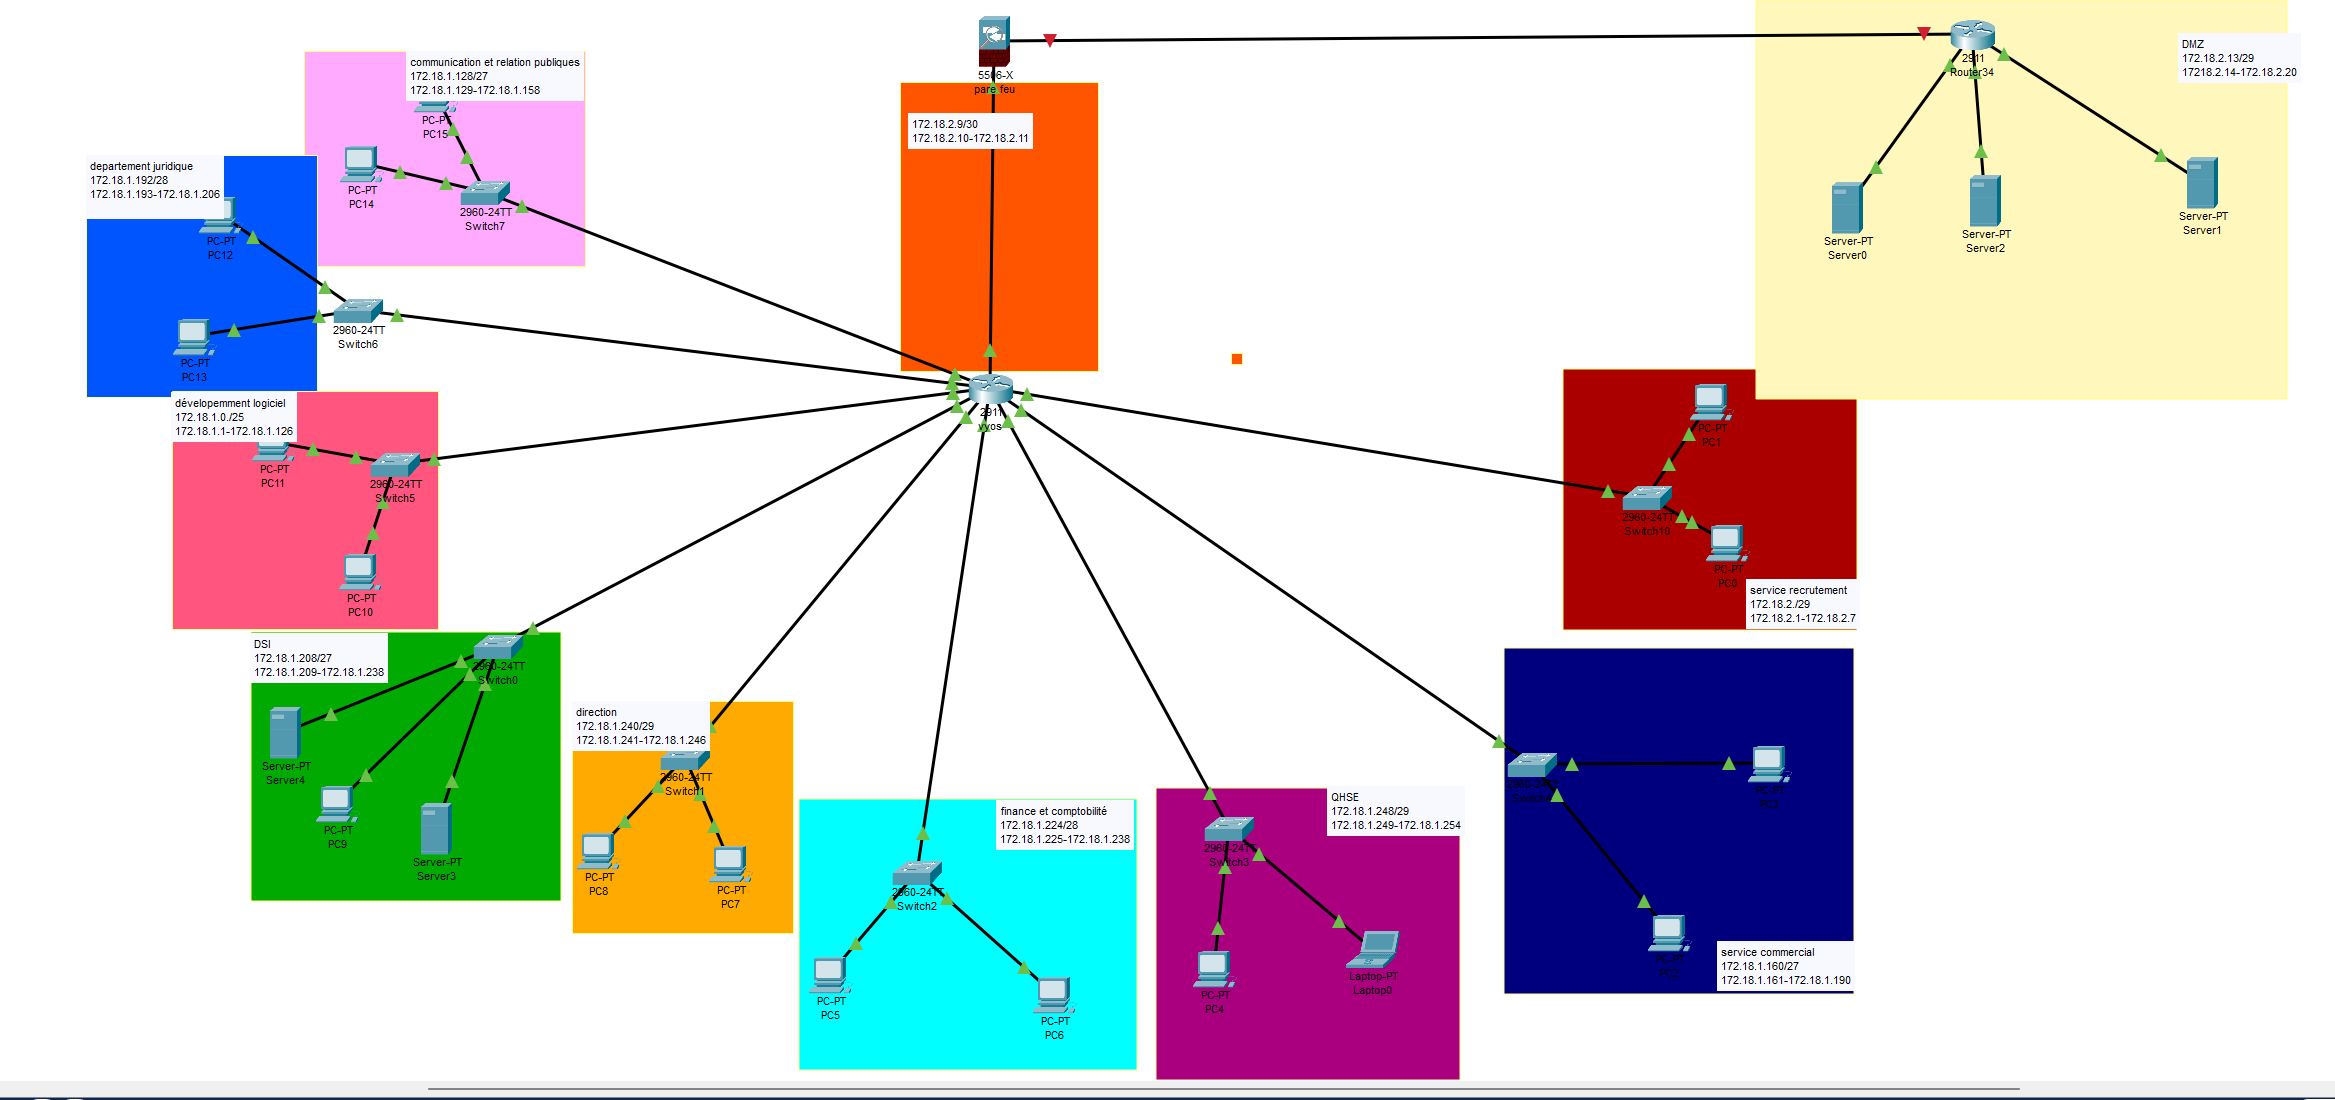 5506-X
pare feu
2911
Router34
DMZ
172.18.2.13/29
17218.2.14-172.18.2.20
communication et relation publiques
172.18.1.128/27
172.18.1.129-172.18.1.158
PC-PT
PC15
PC-PT
PC14
2960-24TT
Switch7
172.18.2.9/30
172.18.2.10-172.18.2.11
departement juridique
172.18.1.192/28
172.18.1.193-172.18.1.206
PC-PT
PC12
2960-24TT
Switch6
PC-PT
PC13
Server-PT
Server0
Server-PT
Server2
Server-PT
Server1
2911
yyos
dévelopemment logiciel
172.18.1.0./25
172.18.1.1-172.18.1.126
PC-PT
PC11
2960-24TT
Switch5
PC-PT
PC10
PC-PT
PC1
2960-24TT
Switch10
PC-PT
PC0
service recrutement
172.18.2./29
172.18.2.1-172.18.2.7
DSI
172.18.1.208/27
172.18.1.209-172.18.1.238
2960-24TT
Switch0
Server-PT
Server4
PC-PT
PC9
Server-PT
Server3
direction
172.18.1.240/29
172.18.1.241-172.18.1.246
2960-24TT
Switch1
PC-PT
PC8
PC-PT
PC7
finance et comptobilité
172.18.1.224/28
172.18.1.225-172.18.1.238
2960-24TT
Switch2
PC-PT
PC5
PC-PT
PC6
QHSE
172.18.1.248/29
172.18.1.249-172.18.1.254
2960-24TT
Switch3
PC-PT
PC4
Laptop-PT
Laptop0
2960-24TT
PC-PT
PC-PT
service commercial
172.18.1.160/27
172.18.1.161-172.18.1.190